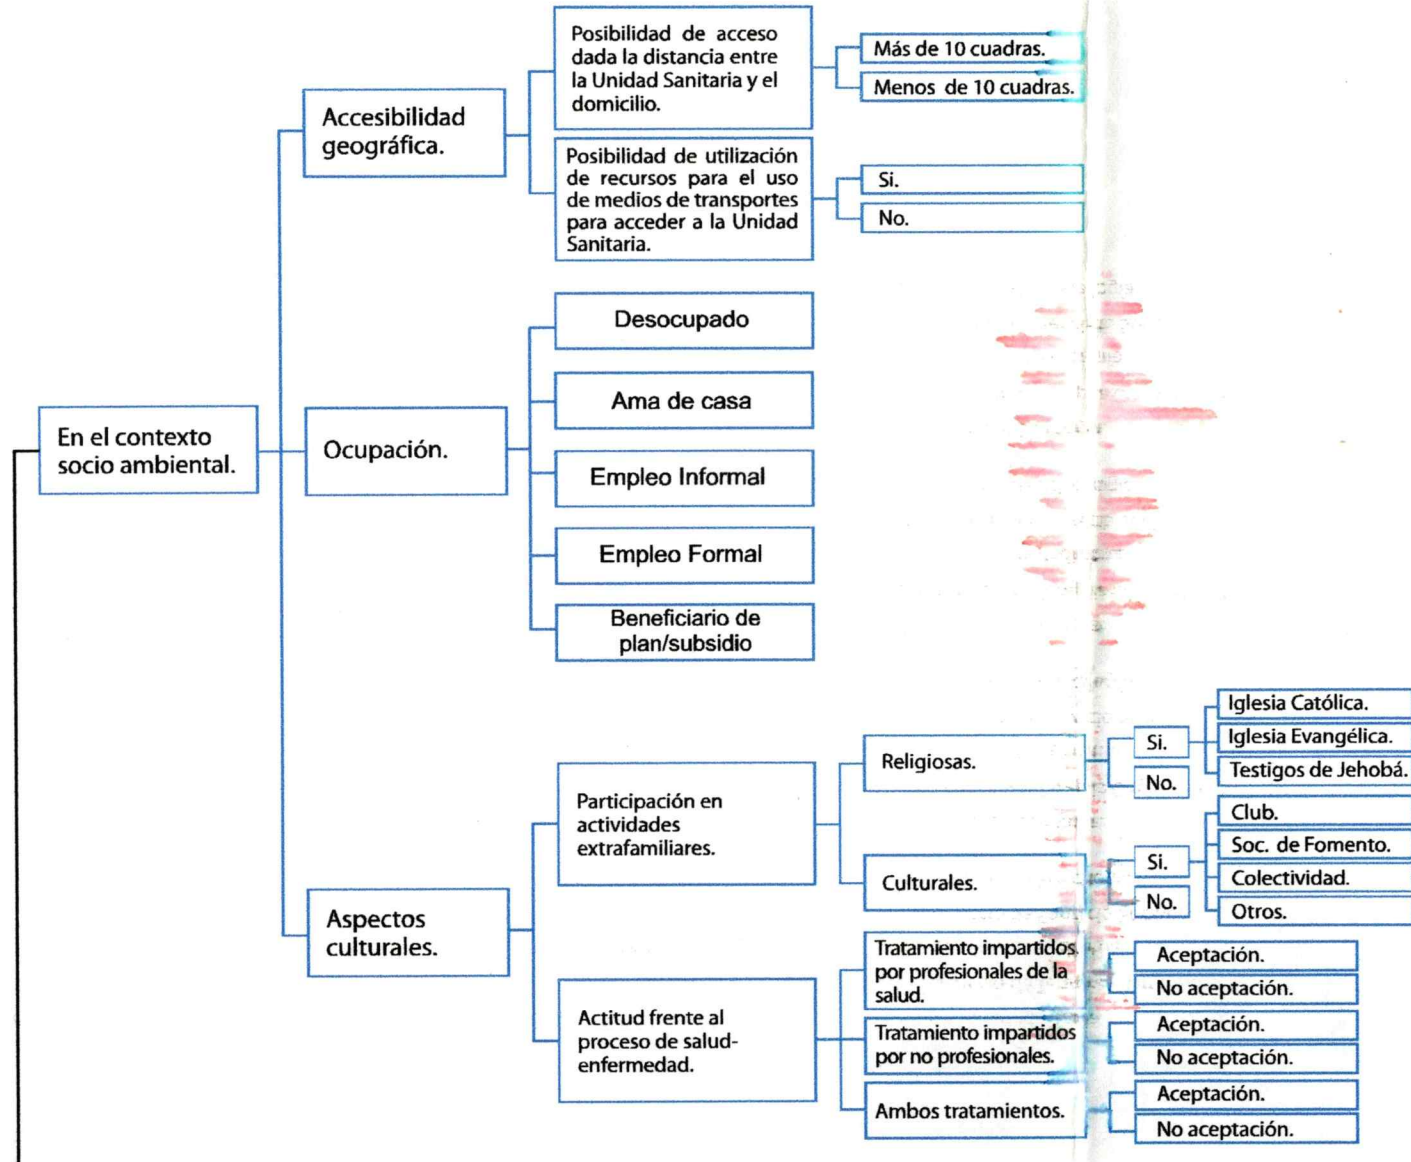 En el contexto
socio ambiental.
Accesibilidad
geográfica.
Posibilidad de acceso
dada la distancia entre
la Unidad Sanitaria y el
domicilio.
Más de 10 cuadras.
Menos de 10 cuadras.
Posibilidad de utilización
de recursos para el uso
de medios de transportes
para acceder a la Unidad
Sanitaria.
Si.
No.
Ocupación.
Desocupado
Ama de casa
Empleo Informal
Empleo Formal
Beneficiario de
plan/subsidio
Aspectos
culturales.
Participación en
actividades
extrafamiliares.
Religiosas.
Si.
Iglesia Católica.
Iglesia Evangélica.
Testigos de Jehobá.
No.
Culturales.
Si.
Club.
Soc. de Fomento.
Colectividad.
Otros.
No.
Actitud frente al
proceso de salud-
enfermedad.
Tratamiento impartidos
por profesionales de la
salud.
Aceptación.
No aceptación.
Tratamiento impartidos
por no profesionales.
Aceptación.
No aceptación.
Ambos tratamientos.
Aceptación.
No aceptación.